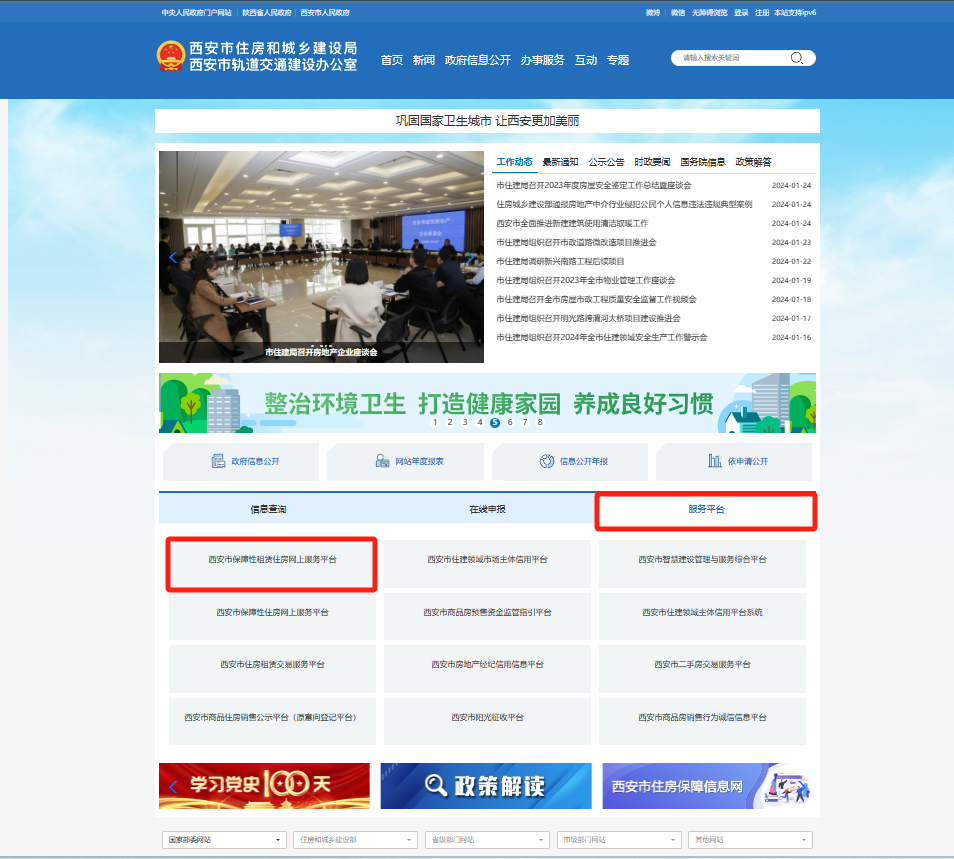 中央人民政府门户网站 陕西省人民政府 西安市人民政府
微博 微信 无障碍浏览 登录 注册 本站支持ipv6
西安市住房和城乡建设局
西安市轨道交通建设办公室
首页 新闻 政府信息公开 办事服务 互动 专题
请输入搜索关键词
巩固国家卫生城市 让西安更加美丽
市住建局召开房地产企业座谈会
工作动态 最新通知 公示公告 时政要闻 国务院信息 政策解答
市住建局召开2023年度房屋安全鉴定工作总结暨座谈会 2024-01-24
住房城乡建设部通报房地产中介行业侵犯公民个人信息违法违规典型案例 2024-01-24
西安市全面推进新建建筑使用清洁取暖工作 2024-01-24
市住建局组织召开市政道路微改造项目推进会 2024-01-23
市住建局调研新兴南路工程后续项目 2024-01-22
市住建局组织召开2023年全市物业管理工作座谈会 2024-01-19
市住建局召开全市房屋市政工程质量安全监督工作视频会 2024-01-18
市住建局组织召开明光路跨渭河大桥项目建设推进会 2024-01-17
市住建局组织召开2024年全市住建领域安全生产工作警示会 2024-01-16
整治环境卫生 打造健康家园 养成良好习惯
1 2 3 4 5 6 7 8
政府信息公开 网站年度报表 信息公开年报 依申请公开
信息查询 在线申报 服务平台
西安市保障性租赁住房网上服务平台 西安市住建领域市场主体信用平台 西安市智慧建设管理与服务综合平台
西安市保障性住房网上服务平台 西安市商品房预售资金监管指引平台 西安市住建领域主体信用平台系统
西安市住房租赁交易服务平台 西安市房地产经纪信用信息平台 西安市二手房交易服务平台
西安市商品住房销售公示平台（原意向登记平台） 西安市阳光征收平台 西安市商品房销售行为诚信信息平台
学习党史100天 政策解读 西安市住房保障信息网
国家部委网站 住房和城乡建设部 省级部门网站 市级部门网站 其他网站